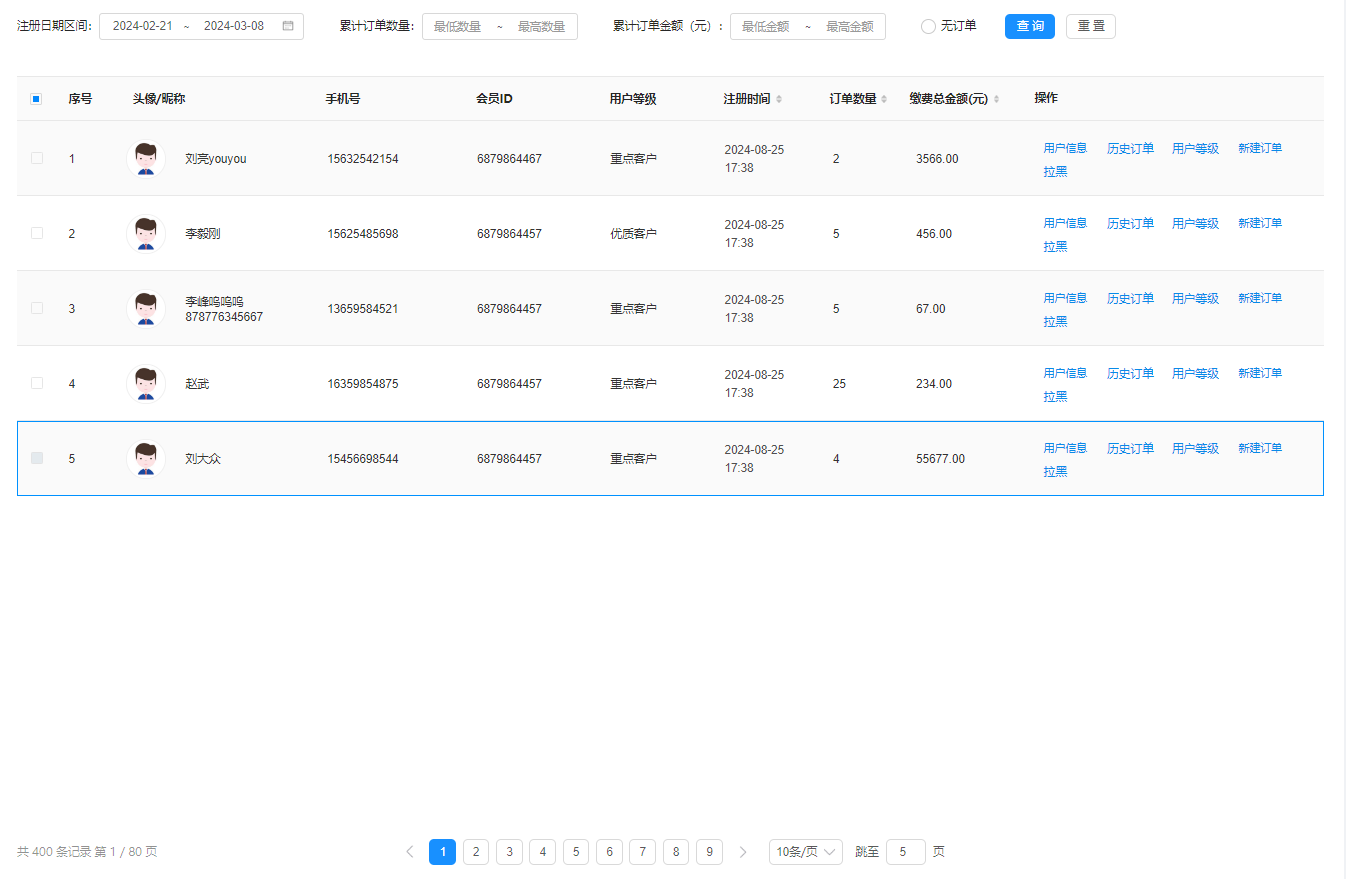 注册日期区间: 2024-02-21 ~ 2024-03-08 累计订单数量: 最低数量 ~ 最高数量 累计订单金额（元）: 最低金额 ~ 最高金额 无订单 查 询 重 置
序号 头像/昵称 手机号 会员ID 用户等级 注册时间 订单数量 缴费总金额(元) 操作
1 刘亮youyou 15632542154 6879864467 重点客户 2024-08-25 17:38 2 3566.00 用户信息 历史订单 用户等级 新建订单
拉黑
2 李毅刚 15625485698 6879864457 优质客户 2024-08-25 17:38 5 456.00 用户信息 历史订单 用户等级 新建订单
拉黑
3 李峰呜呜呜 878776345667 13659584521 6879864457 重点客户 2024-08-25 17:38 5 67.00 用户信息 历史订单 用户等级 新建订单
拉黑
4 赵武 16359854875 6879864457 重点客户 2024-08-25 17:38 25 234.00 用户信息 历史订单 用户等级 新建订单
拉黑
5 刘大众 15456698544 6879864457 重点客户 2024-08-25 17:38 4 55677.00 用户信息 历史订单 用户等级 新建订单
拉黑
共 400 条记录 第 1 / 80 页 1 2 3 4 5 6 7 8 9 10条/页 跳至 5 页